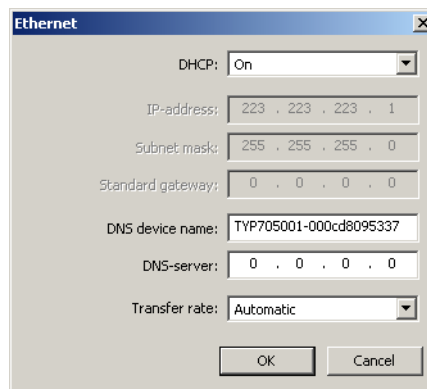 Ethernet
DHCP: On
IP-address: 223 . 223 . 223 . 1
Subnet mask: 255 . 255 . 255 . 0
Standard gateway: 0 . 0 . 0 . 0
DNS device name: TYP705001-000cd8095337
DNS-server: 0 . 0 . 0 . 0
Transfer rate: Automatic
OK Cancel